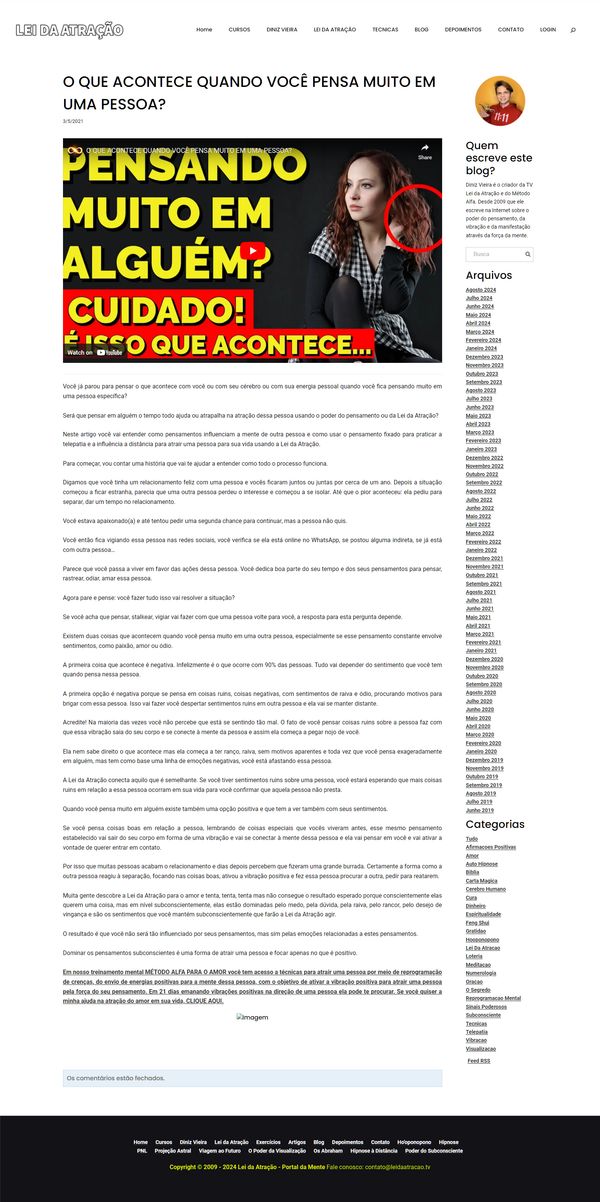 LEI DA ATRAÇÃO
Home CURSOS DINIZ VIEIRA LEI DA ATRAÇÃO TECNICAS BLOG DEPOIMENTOS CONTATO LOGIN
O QUE ACONTECE QUANDO VOCÊ PENSA MUITO EM
UMA PESSOA?
3/5/2021
O QUE ACONTECE QUANDO VOCÊ PENSA MUITO EM UMA PESSOA?
Share
PENSANDO
MUITO EM
ALGUÉM?
CUIDADO!
É ISSO QUE ACONTECE...
Watch on YouTube
Você já parou para pensar o que acontece com você ou com seu cérebro ou com sua energia pessoal quando você fica pensando muito em
uma pessoa específica?
Será que pensar em alguém o tempo todo ajuda ou atrapalha na atração dessa pessoa usando o poder do pensamento ou da Lei da Atração?
Neste artigo você vai entender como pensamentos influenciam a mente de outra pessoa e como usar o pensamento fixado para praticar a
telepatia e a influência a distância para atrair uma pessoa para sua vida usando a Lei da Atração.
Para começar, vou contar uma história que vai te ajudar a entender como todo o processo funciona.
Digamos que você tinha um relacionamento feliz com uma pessoa e vocês ficaram juntos ou juntas por cerca de um ano. Depois a situação
começou a ficar estranha, parecia que uma outra pessoa perdeu o interesse e começou a se isolar. Até que o pior aconteceu: ela pediu para
separar, dar um tempo no relacionamento.
Você estava apaixonado(a) e até tentou pedir uma segunda chance para continuar, mas a pessoa não quis.
Você então fica vigiando essa pessoa nas redes sociais, você verifica se ela está online no WhatsApp, se postou alguma indireta, se já está
com outra pessoa...
Parece que você passa a viver em favor das ações dessa pessoa. Você dedica boa parte do seu tempo e dos seus pensamentos para pensar,
rastrear, odiar, amar essa pessoa.
Agora pare e pense: você fazer tudo isso vai resolver a situação?
Se você acha que pensar, stalkear, vigiar vai fazer com que uma pessoa volte para você, a resposta para esta pergunta depende.
Existem duas coisas que acontecem quando você pensa muito em uma outra pessoa, especialmente se esse pensamento constante envolve
sentimentos, como paixão, amor ou ódio.
A primeira coisa que acontece é negativa. Infelizmente é o que ocorre com 90% das pessoas. Tudo vai depender do sentimento que você tem
quando pensa nessa pessoa.
A primeira opção é negativa porque se pensa em coisas ruins, coisas negativas, com sentimentos de raiva e ódio, procurando motivos para
brigar com essa pessoa. Isso vai fazer você despertar sentimentos ruins em outra pessoa e ela vai se manter distante.
Acredite! Na maioria das vezes você não percebe que está se sentindo tão mal. O fato de você pensar coisas ruins sobre a pessoa faz com
que essa vibração saia do seu corpo e se conecte à mente da pessoa e assim ela começa a pegar nojo de você.
Ela nem sabe direito o que acontece mas ela começa a ter ranço, raiva, sem motivos aparentes e toda vez que você pensa exageradamente
em alguém, mas tem como base uma linha de emoções negativas, você está afastando essa pessoa.
A Lei da Atração conecta aquilo que é semelhante. Se você tiver sentimentos ruins sobre uma pessoa, você estará esperando que mais coisas
ruins em relação a essa pessoa ocorram em sua vida para você confirmar que aquela pessoa não presta.
Quando você pensa muito em alguém existe também uma opção positiva e que tem a ver também com seus sentimentos.
Se você pensa coisas boas em relação a pessoa, lembrando de coisas especiais que vocês viveram antes, esse mesmo pensamento
estabelecido vai sair do seu corpo em forma de uma vibração e vai se conectar à mente dessa pessoa e ela vai pensar em você e vai ativar a
vontade de querer entrar em contato.
Por isso que muitas pessoas acabam o relacionamento e dias depois percebem que fizeram uma grande burrada. Certamente a forma como a
outra pessoa reagiu à separação, focando nas coisas boas, ativou a vibração positiva e fez essa pessoa procurar a outra, pedir para reatarem.
Muita gente descobre a Lei da Atração para o amor e tenta, tenta, tenta mas não consegue o resultado esperado porque conscientemente elas
querem uma coisa, mas em nível subconscientemente, elas estão dominadas pelo medo, pela dúvida, pela raiva, pelo rancor, pelo desejo de
vingança e são os sentimentos que você mantém subconscientemente que farão a Lei da Atração agir.
O resultado é que você não será tão influenciado por seus pensamentos, mas sim pelas emoções relacionadas a estes pensamentos.
Dominar os pensamentos subconscientes é uma forma de atrair uma pessoa e focar apenas no que é positivo.
Em nosso treinamento mental MÉTODO ALFA PARA O AMOR você tem acesso a técnicas para atrair uma pessoa por meio de reprogramação
de crenças, do envio de energias positivas para a mente dessa pessoa, com o objetivo de ativar a vibração positiva para atrair uma pessoa
pela força do seu pensamento. Em 21 dias emanando vibrações positivas na direção de uma pessoa ela pode te procurar. Se você quiser a
minha ajuda na atração do amor em sua vida, CLIQUE AQUI.
Imagem
Os comentários estão fechados.
11:11
Quem
escreve este
blog?
Diniz Vieira é o criador da TV
Lei da Atração e do Método
Alfa. Desde 2009 que ele
escreve na Internet sobre o
poder do pensamento, da
vibração e da manifestação
através da força da mente.
Busca
Arquivos
Agosto 2024
Julho 2024
Junho 2024
Maio 2024
Abril 2024
Março 2024
Fevereiro 2024
Janeiro 2024
Dezembro 2023
Novembro 2023
Outubro 2023
Setembro 2023
Agosto 2023
Julho 2023
Junho 2023
Maio 2023
Abril 2023
Março 2023
Fevereiro 2023
Janeiro 2023
Dezembro 2022
Novembro 2022
Outubro 2022
Setembro 2022
Agosto 2022
Julho 2022
Junho 2022
Maio 2022
Abril 2022
Março 2022
Fevereiro 2022
Janeiro 2022
Dezembro 2021
Novembro 2021
Outubro 2021
Setembro 2021
Agosto 2021
Julho 2021
Junho 2021
Maio 2021
Abril 2021
Março 2021
Fevereiro 2021
Janeiro 2021
Dezembro 2020
Novembro 2020
Outubro 2020
Setembro 2020
Agosto 2020
Julho 2020
Junho 2020
Maio 2020
Abril 2020
Março 2020
Fevereiro 2020
Janeiro 2020
Dezembro 2019
Novembro 2019
Outubro 2019
Setembro 2019
Agosto 2019
Julho 2019
Junho 2019
Categorias
Tudo
Afirmacoes Positivas
Amor
Auto Hipnose
Biblia
Carta Magica
Cerebro Humano
Cura
Dinheiro
Espiritualidade
Feng Shui
Gratidao
Hooponopono
Lei Da Atracao
Loteria
Meditacao
Numerologia
Oracao
O Segredo
Reprogramacao Mental
Sinais Poderosos
Subconsciente
Tecnicas
Telepatia
Vibracao
Visualizacao
Feed RSS
Home Cursos Diniz Vieira Lei da Atração Exercícios Artigos Blog Depoimentos Contato Ho'oponopono Hipnose
PNL Projeção Astral Viagem ao Futuro O Poder da Visualização Os Abraham Hipnose à Distância Poder do Subconsciente
Copyright © 2009 - 2024 Lei da Atração - Portal da Mente Fale conosco: contato@leidaatracao.tv